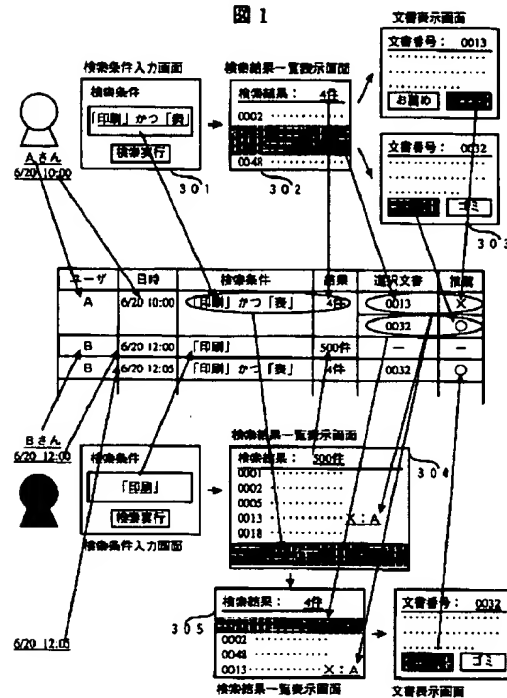 図1
文書表示画面
文書番号： 0013
お薦め
検索条件入力画面
検索条件
「印刷」かつ「表」
検索実行
301
検索結果一覧表示画面
検索結果： 4件
0002
0048
302
Aさん
6/20 10:00
文書番号： 0032
ゴミ
303
ユーザ 日時 検索条件 結果 選択文書 推薦
A 6/20 10:00 「印刷」かつ「表」 4件 0013 ×
0032 ○
B 6/20 12:00 「印刷」 500件 － －
B 6/20 12:05 「印刷」かつ「表」 4件 0032 ○
Bさん
6/20 12:00
検索条件
「印刷」
検索実行
検索条件入力画面
検索結果一覧表示画面
検索結果： 500件
0001
0002
0005
0013 X：A
0018
304
6/20 12:05
305
検索結果： 4件
0002
0048
0013 X：A
検索結果一覧表示画面
文書番号： 0032
ゴミ
文書表示画面